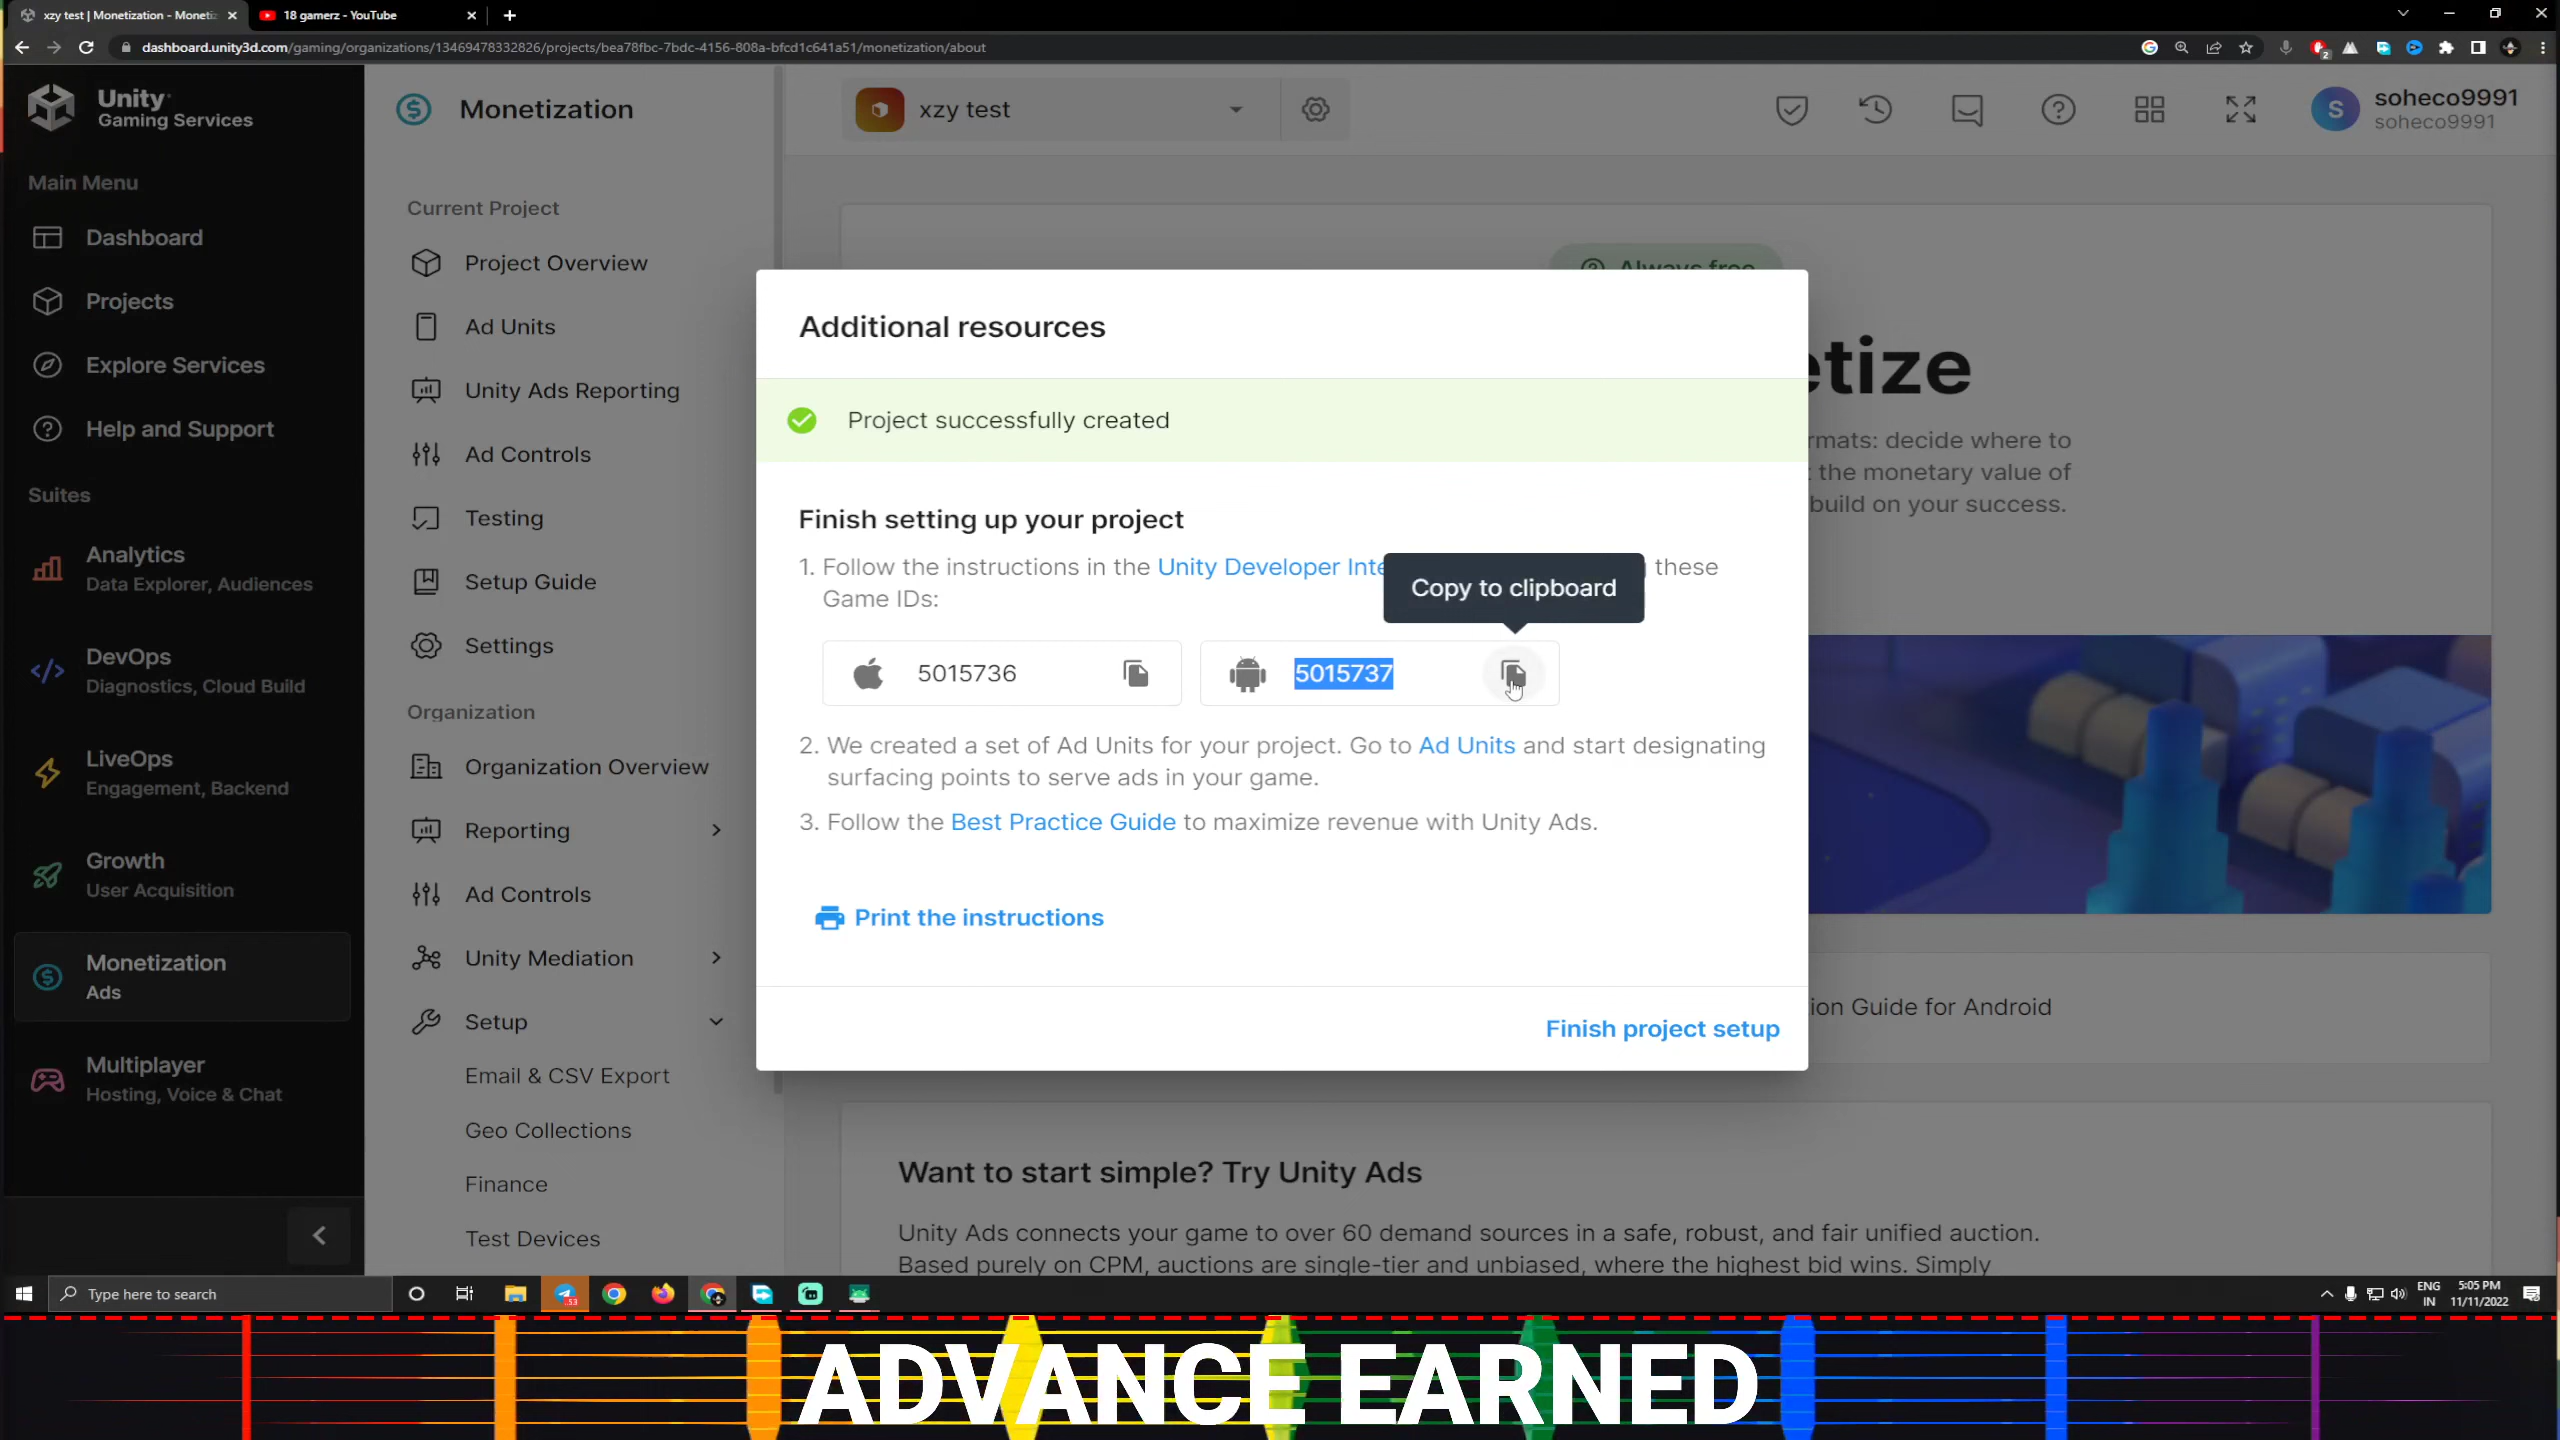 xzy test | Monetization - Moneti
18 gamerz - YouTube
dashboard.unity3d.com/gaming/organizations/13469478332826/projects/bea78fbc-7bdc-4156-808a-bfcd1c641a51/monetization/about
2
Unity
Gaming Services
Main Menu
Dashboard
Projects
Explore Services
Help and Support
Suites
Analytics
Data Explorer, Audiences
DevOps
Diagnostics, Cloud Build
LiveOps
Engagement, Backend
Growth
User Acquisition
Monetization
Ads
Multiplayer
Hosting, Voice & Chat
Monetization
Current Project
Project Overview
Ad Units
Unity Ads Reporting
Ad Controls
Testing
Setup Guide
Settings
Organization
Organization Overview
Reporting
Ad Controls
Unity Mediation
Setup
Email & CSV Export
Geo Collections
Finance
Test Devices
xzy test
S
soheco9991
soheco9991
Always free
etize
rmats: decide where to
t the monetary value of
build on your success.
Additional resources
Project successfully created
Finish setting up your project
1. Follow the instructions in the Unity Developer Inte
these
Copy to clipboard
Game IDs:
5015736
5015737
2. We created a set of Ad Units for your project. Go to Ad Units and start designating
surfacing points to serve ads in your game.
3. Follow the Best Practice Guide to maximize revenue with Unity Ads.
Print the instructions
Finish project setup
ion Guide for Android
Want to start simple? Try Unity Ads
Unity Ads connects your game to over 60 demand sources in a safe, robust, and fair unified auction.
Based purely on CPM, auctions are single-tier and unbiased, where the highest bid wins. Simply
Type here to search
53
ENG
IN
5:05 PM
11/11/2022
ADVANCE EARNED